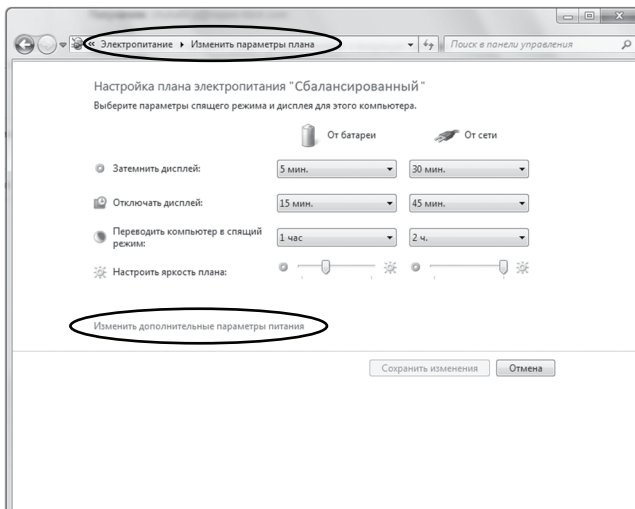 « Электропитание ▸ Изменить параметры плана
Поиск в панели управления
Настройка плана электропитания "Сбалансированный"
Выберите параметры спящего режима и дисплея для этого компьютера.
От батареи От сети
Затемнить дисплей: 5 мин. 30 мин.
Отключать дисплей: 15 мин. 45 мин.
Переводить компьютер в спящий
режим: 1 час 2 ч.
Настроить яркость плана:
Изменить дополнительные параметры питания
Сохранить изменения Отмена